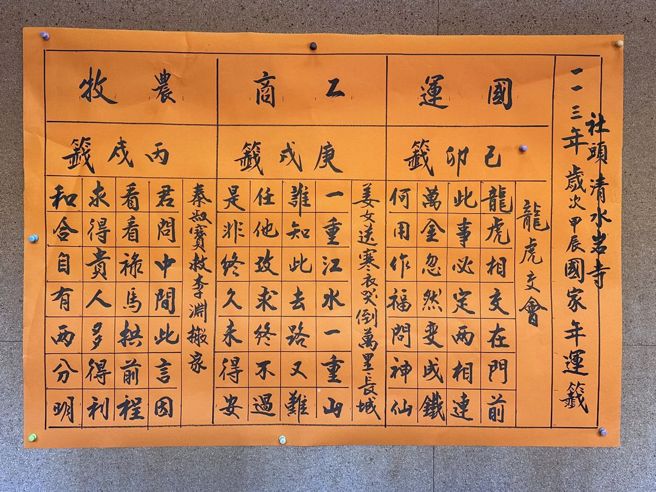 社頭清水岩寺
一一三年歲次甲辰國家年運籤
國運
己卯籤
龍虎交會
龍虎相交在門前
此事必定兩相連
萬金忽然變成鐵
何用作福問神仙
工商
庚戌籤
姜女送寒衣哭倒萬里長城
一重江水一重山
誰知此去路又難
任他改求終不過
是非終久未得安
農牧
丙戌籤
秦叔寶救李淵搬家
君問中間此言因
看看祿馬拱前程
求得貴人多得利
和合自有兩分明